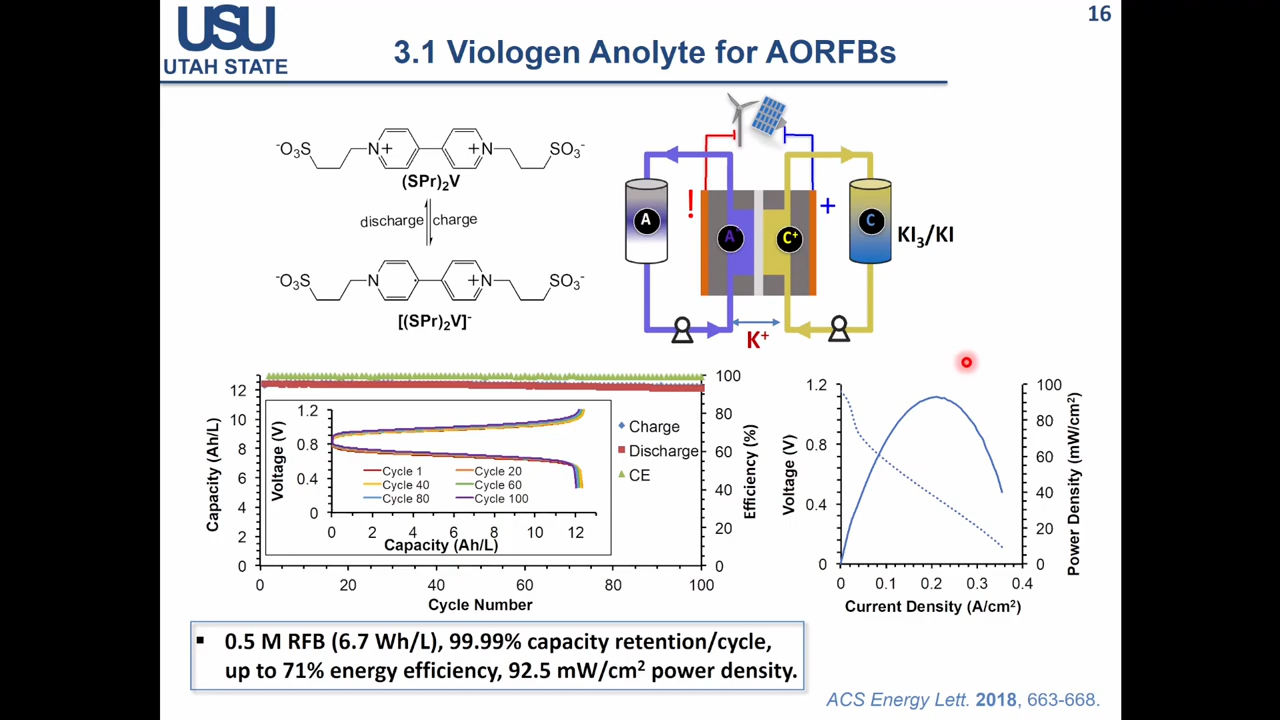 16
USU
UTAH STATE
3.1 Viologen Anolyte for AORFBs
⁻O₃S
N
+
+
N
SO₃⁻
(SPr)₂V
discharge
charge
⁻O₃S
N
+
N
SO₃⁻
[(SPr)₂V]⁻
A
!
A
C⁺
+
C
KI₃/KI
K⁺
Capacity (Ah/L)
12
10
8
6
4
2
0
0
20
40
60
80
100
Cycle Number
100
80
60
40
20
0
Efficiency (%)
Charge
Discharge
CE
Voltage (V)
1.2
0.8
0.4
0
Cycle 1
Cycle 20
Cycle 40
Cycle 60
Cycle 80
Cycle 100
0
2
4
6
8
10
12
Capacity (Ah/L)
Voltage (V)
1.2
0.8
0.4
0
0
0.1
0.2
0.3
0.4
Current Density (A/cm²)
100
80
60
40
20
0
Power Density (mW/cm²)
▪ 0.5 M RFB (6.7 Wh/L), 99.99% capacity retention/cycle,
up to 71% energy efficiency, 92.5 mW/cm² power density.
ACS Energy Lett. 2018, 663-668.